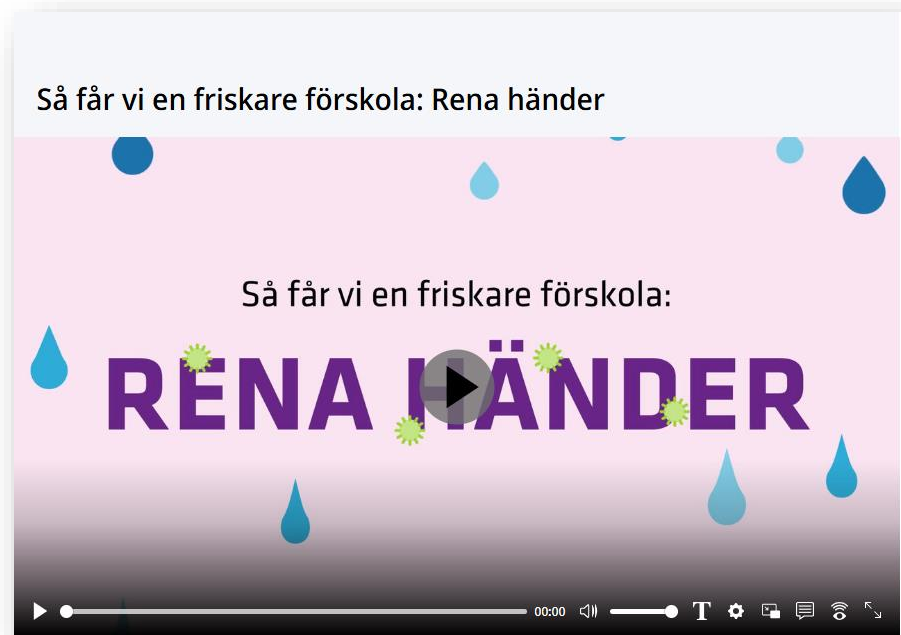 Så får vi en friskare förskola: Rena händer
Så får vi en friskare förskola:
RENA HÄNDER
00:00
T